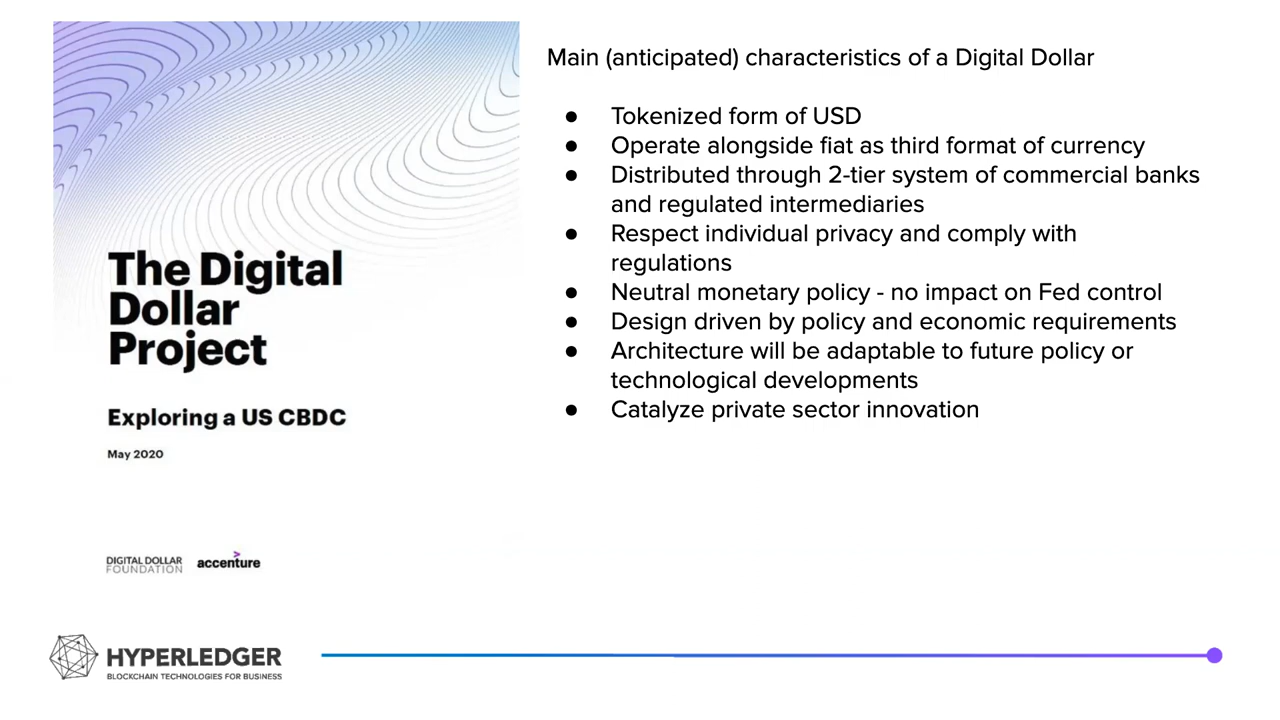 The Digital
Dollar
Project
Exploring a US CBDC
May 2020
DIGITAL DOLLAR
FOUNDATION
accenture
Main (anticipated) characteristics of a Digital Dollar
● Tokenized form of USD
● Operate alongside fiat as third format of currency
● Distributed through 2-tier system of commercial banks
and regulated intermediaries
● Respect individual privacy and comply with
regulations
● Neutral monetary policy - no impact on Fed control
● Design driven by policy and economic requirements
● Architecture will be adaptable to future policy or
technological developments
● Catalyze private sector innovation
HYPERLEDGER
BLOCKCHAIN TECHNOLOGIES FOR BUSINESS